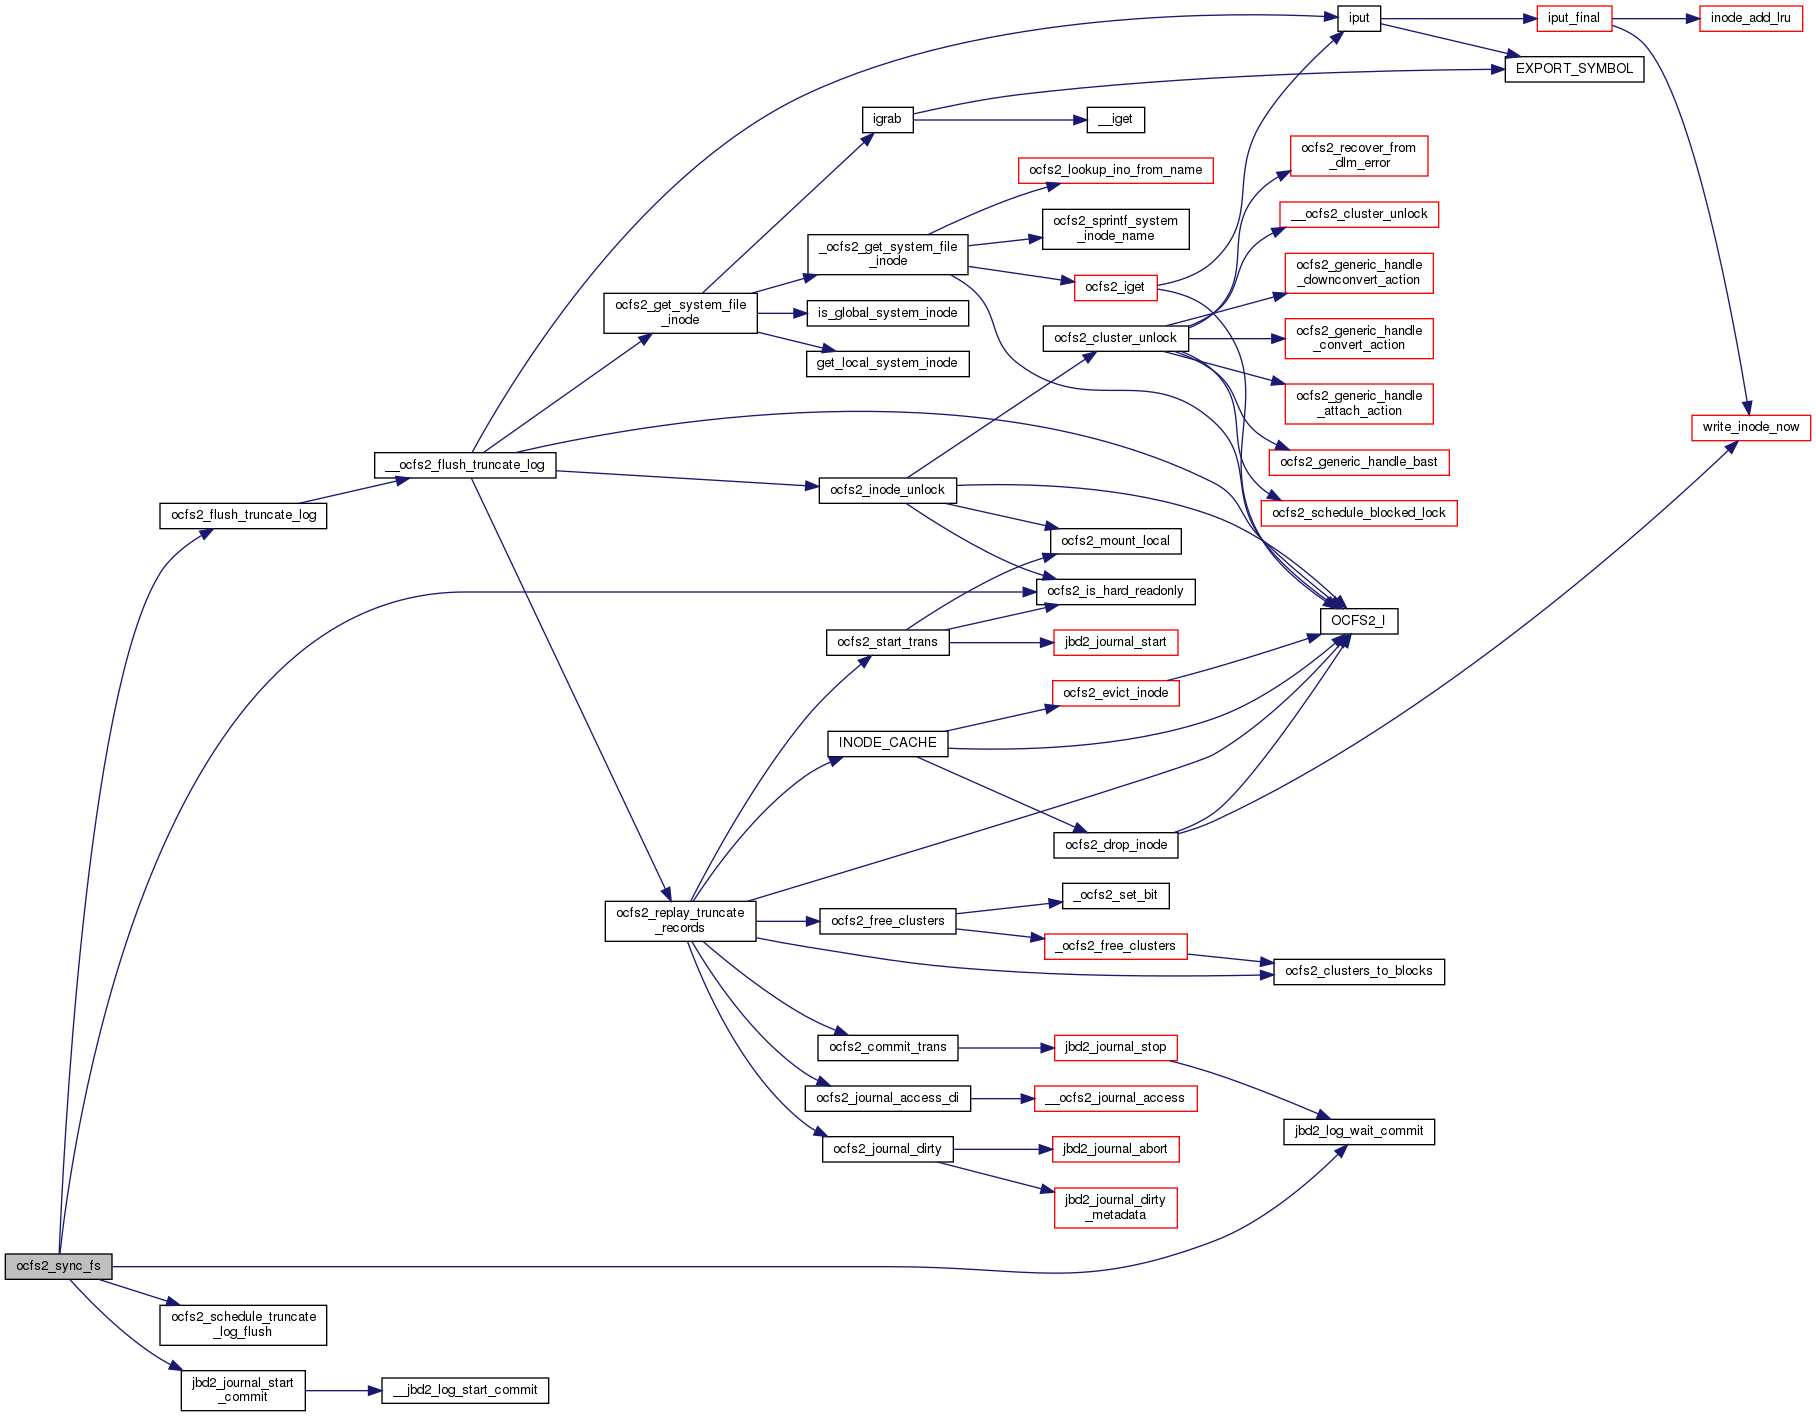 iput
iput_final
inode_add_lru
EXPORT_SYMBOL
igrab
__iget
ocfs2_recover_from
_dlm_error
ocfs2_lookup_ino_from_name
__ocfs2_cluster_unlock
ocfs2_sprintf_system
_inode_name
_ocfs2_get_system_file
_inode
ocfs2_generic_handle
_downconvert_action
ocfs2_iget
ocfs2_get_system_file
_inode
is_global_system_inode
ocfs2_cluster_unlock
ocfs2_generic_handle
_convert_action
get_local_system_inode
ocfs2_generic_handle
_attach_action
write_inode_now
__ocfs2_flush_truncate_log
ocfs2_generic_handle_bast
ocfs2_inode_unlock
ocfs2_flush_truncate_log
ocfs2_schedule_blocked_lock
ocfs2_mount_local
ocfs2_is_hard_readonly
OCFS2_I
ocfs2_start_trans
jbd2_journal_start
ocfs2_evict_inode
INODE_CACHE
ocfs2_drop_inode
_ocfs2_set_bit
ocfs2_replay_truncate
_records
ocfs2_free_clusters
_ocfs2_free_clusters
ocfs2_clusters_to_blocks
ocfs2_commit_trans
jbd2_journal_stop
ocfs2_journal_access_di
__ocfs2_journal_access
jbd2_log_wait_commit
ocfs2_journal_dirty
jbd2_journal_abort
jbd2_journal_dirty
_metadata
ocfs2_sync_fs
ocfs2_schedule_truncate
_log_flush
jbd2_journal_start
_commit
__jbd2_log_start_commit